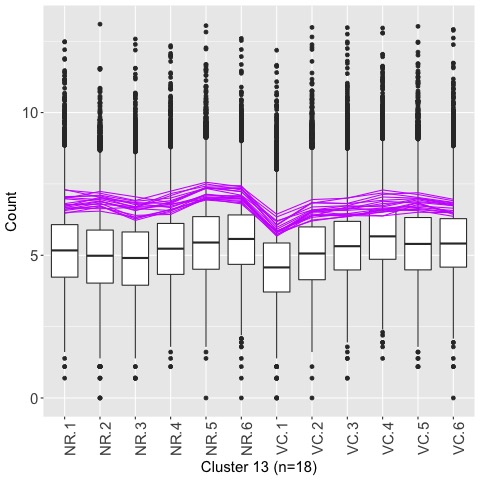 Count
10
5
0
NR.1
NR.2
NR.3
NR.4
NR.5
NR.6
VC.1
VC.2
VC.3
VC.4
VC.5
VC.6
Cluster 13 (n=18)